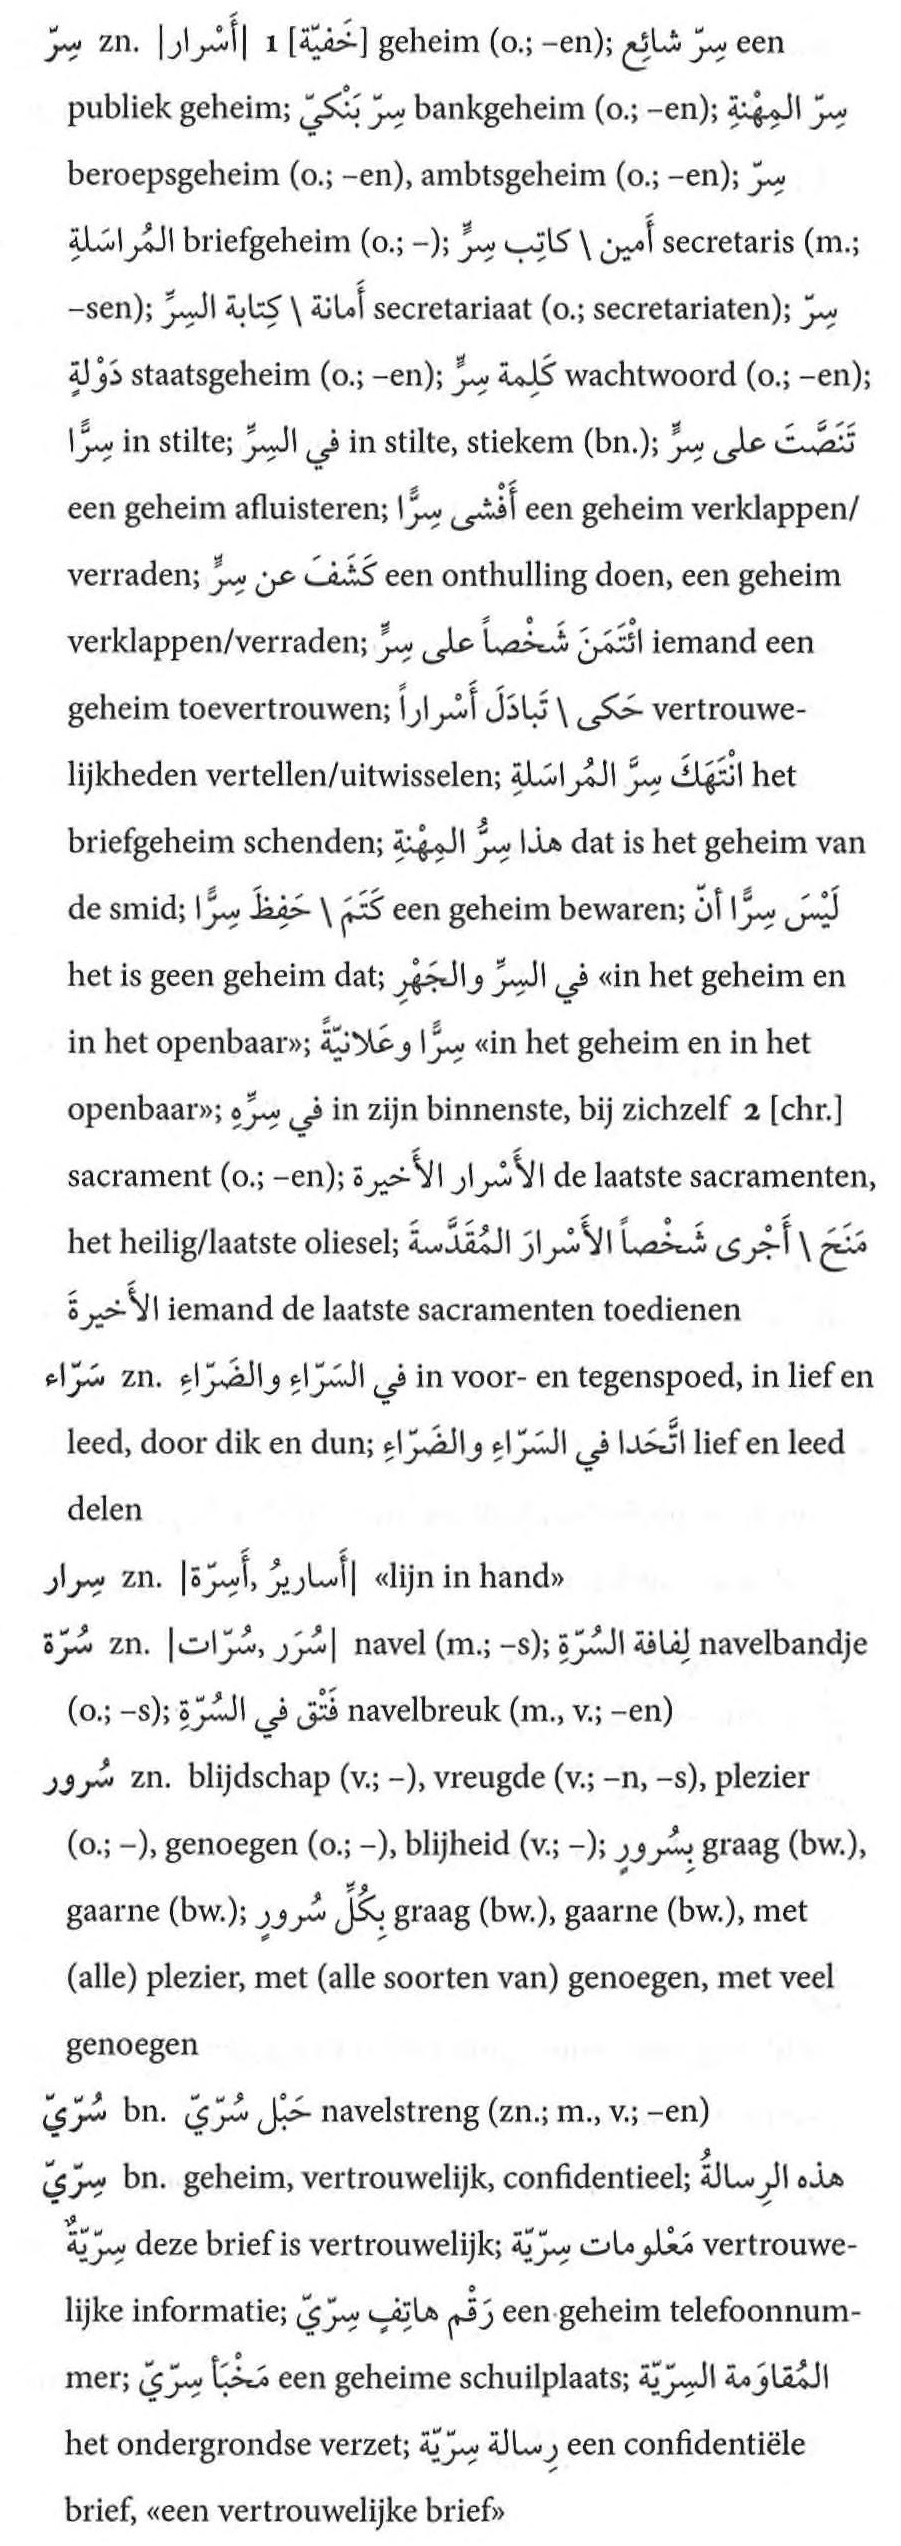 سِرّ zn. |أَسْرار| 1 [خَفيّة] geheim (o.; –en); سِرّ شائِع een
publiek geheim; سِرّ بَنْكيّ bankgeheim (o.; –en); سِرّ المِهْنةِ
beroepsgeheim (o.; –en), ambtsgeheim (o.; –en); سِرّ
المُراسَلةِ briefgeheim (o.; –); أَمين \ كاتِب سِرٍّ secretaris (m.;
–sen); أَمانة \ كِتابة السِرِّ secretariaat (o.; secretariaten); سِرّ
دَوْلةٍ staatsgeheim (o.; –en); كَلِمة سِرٍّ wachtwoord (o.; –en);
سِرًّا in stilte; في السِرِّ in stilte, stiekem (bn.); تَنَصَّتَ على سِرٍّ
een geheim afluisteren; أَفْشى سِرًّا een geheim verklappen/
verraden; كَشَفَ عن سِرٍّ een onthulling doen, een geheim
verklappen/verraden; ائْتَمَنَ شَخْصاً على سِرٍّ iemand een
geheim toevertrouwen; حَكى \ تَبادَلَ أَسْراراً vertrouwe-
lijkheden vertellen/uitwisselen; انْتَهَكَ سِرَّ المُراسَلةِ het
briefgeheim schenden; هذا سِرُّ المِهْنةِ dat is het geheim van
de smid; كَتَمَ \ حَفِظَ سِرًّا een geheim bewaren; لَيْسَ سِرًّا أنّ
het is geen geheim dat; في السِرِّ والجَهْرِ «in het geheim en
in het openbaar»; سِرًّا وعَلانيّةً «in het geheim en in het
openbaar»; في سِرِّهِ in zijn binnenste, bij zichzelf 2 [chr.]
sacrament (o.; –en); الأَسْرار الأَخيرة de laatste sacramenten,
het heilig/laatste oliesel; مَنَحَ \ أَجْرى شَخْصاً الأَسْرارَ المُقَدَّسةَ
الأَخيرةَ iemand de laatste sacramenten toedienen
سَرّاء zn. في السَرّاءِ والضَرّاءِ in voor- en tegenspoed, in lief en
leed, door dik en dun; اتَّحَدا في السَرّاءِ والضَرّاءِ lief en leed
delen
سِرار zn. |أَساريرُ ,أَسِرّة| «lijn in hand»
سُرّة zn. |سُرَر ,سُرّات| navel (m.; –s); لِفافة السُرّةِ navelbandje
(o.; –s); فَتْق في السُرّةِ navelbreuk (m., v.; –en)
سُرور zn. blijdschap (v.; –), vreugde (v.; –n, –s), plezier
(o.; –), genoegen (o.; –), blijheid (v.; –); بِسُرورٍ graag (bw.),
gaarne (bw.); بِكُلِّ سُرورٍ graag (bw.), gaarne (bw.), met
(alle) plezier, met (alle soorten van) genoegen, met veel
genoegen
سُرّيّ bn. حَبْل سُرّيّ navelstreng (zn.; m., v.; –en)
سِرّيّ bn. geheim, vertrouwelijk, confidentieel; هذه الرِسالةُ
سِرّيّةٌ deze brief is vertrouwelijk; مَعْلومات سِرّيّة vertrouwe-
lijke informatie; رَقْم هاتِفٍ سِرّيّ een geheim telefoonnum-
mer; مَخْبَأ سِرّيّ een geheime schuilplaats; المُقاوَمة السِرّيّة
het ondergrondse verzet; رِسالة سِرّيّة een confidentiële
brief, «een vertrouwelijke brief»